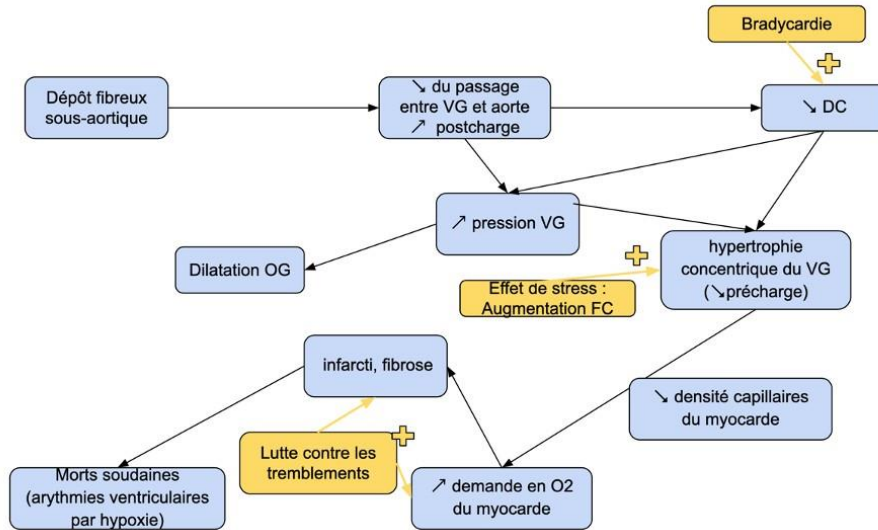 Bradycardie
Dépôt fibreux
sous-aortique
↘ du passage
entre VG et aorte
↗ postcharge
↘ DC
↗ pression VG
Dilatation OG
hypertrophie
concentrique du VG
(↘précharge)
Effet de stress :
Augmentation FC
infarcti, fibrose
↘ densité capillaires
du myocarde
Lutte contre les
tremblements
Morts soudaines
(arythmies ventriculaires
par hypoxie)
↗ demande en O2
du myocarde